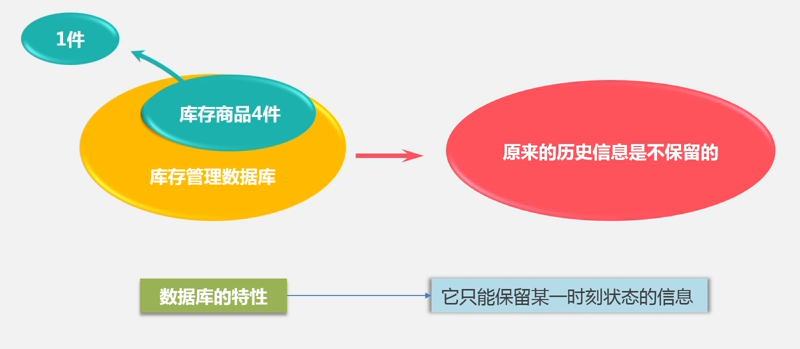 1件
库存商品4件
库存管理数据库
原来的历史信息是不保留的
数据库的特性
它只能保留某一时刻状态的信息